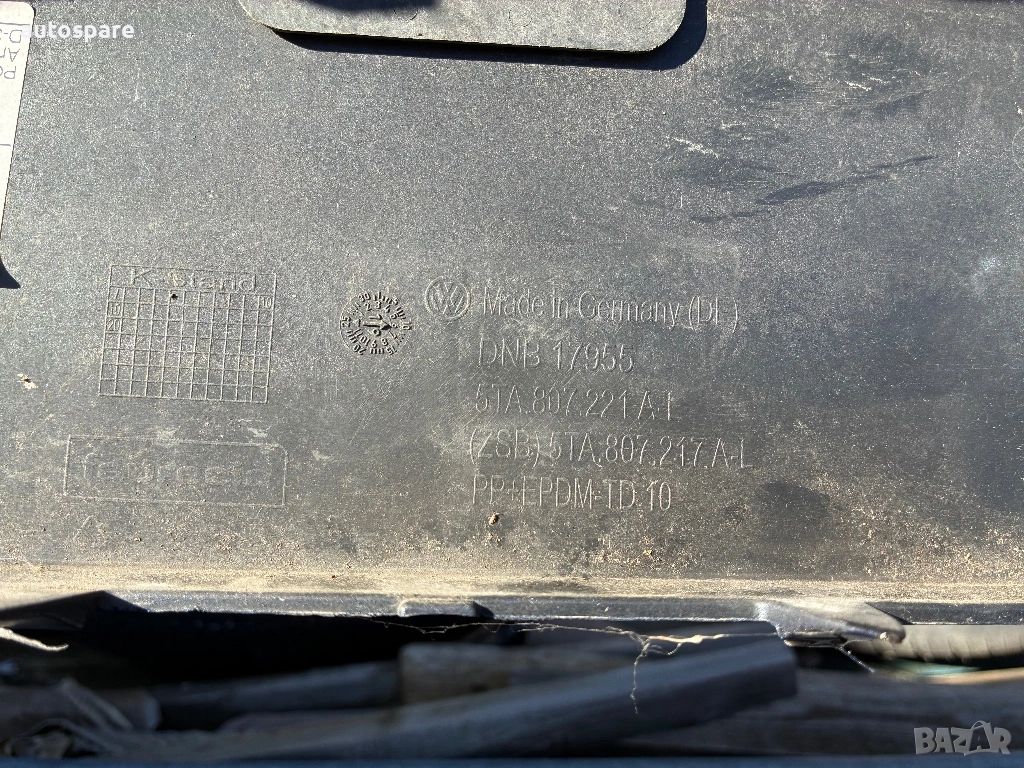 autospare
K-Stand
Made in Germany (DE)
DNB 17955
5TA.807.221.A-L
(ZSB) 5TA.807.217.A-L
PP+EPDM-TD 10
BAZAR